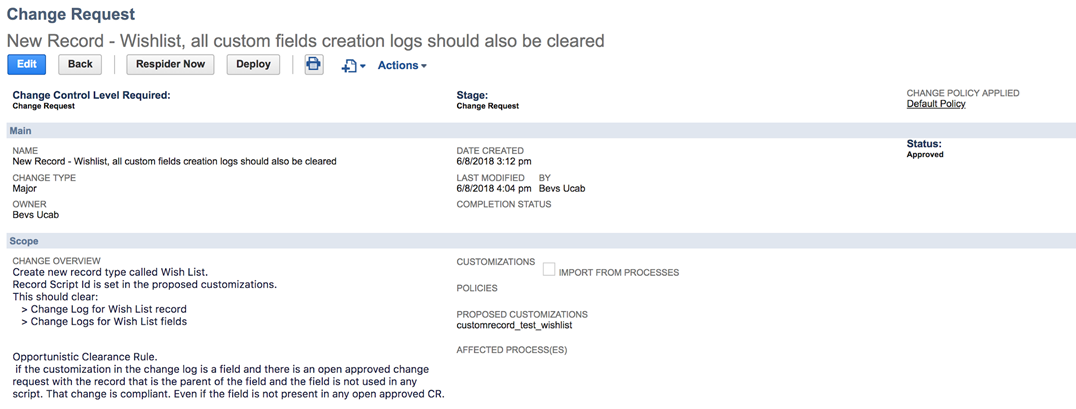 Change Request
New Record - Wishlist, all custom fields creation logs should also be cleared
Edit Back Respider Now Deploy Actions
Change Control Level Required:
Change Request
Stage:
Change Request
CHANGE POLICY APPLIED
Default Policy
Main
NAME
New Record - Wishlist, all custom fields creation logs should also be cleared
CHANGE TYPE
Major
OWNER
Bevs Ucab
DATE CREATED
6/8/2018 3:12 pm
LAST MODIFIED BY
6/8/2018 4:04 pm Bevs Ucab
COMPLETION STATUS
Status:
Approved
Scope
CHANGE OVERVIEW
Create new record type called Wish List.
Record Script Id is set in the proposed customizations.
This should clear:
> Change Log for Wish List record
> Change Logs for Wish List fields
Opportunistic Clearance Rule.
if the customization in the change log is a field and there is an open approved change
request with the record that is the parent of the field and the field is not used in any
script. That change is compliant. Even if the field is not present in any open approved CR.
CUSTOMIZATIONS
IMPORT FROM PROCESSES
POLICIES
PROPOSED CUSTOMIZATIONS
customrecord_test_wishlist
AFFECTED PROCESS(ES)